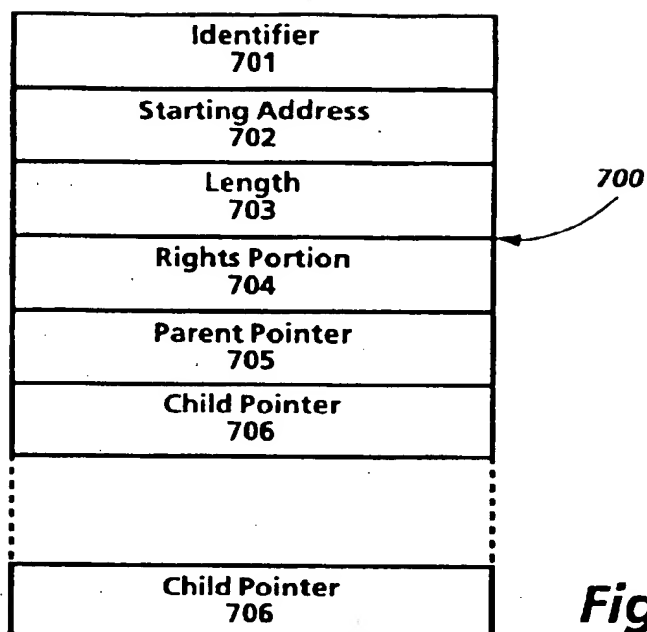 Identifier
701
Starting Address
702
Length
703
700
Rights Portion
704
Parent Pointer
705
Child Pointer
706
Child Pointer
706
Fig